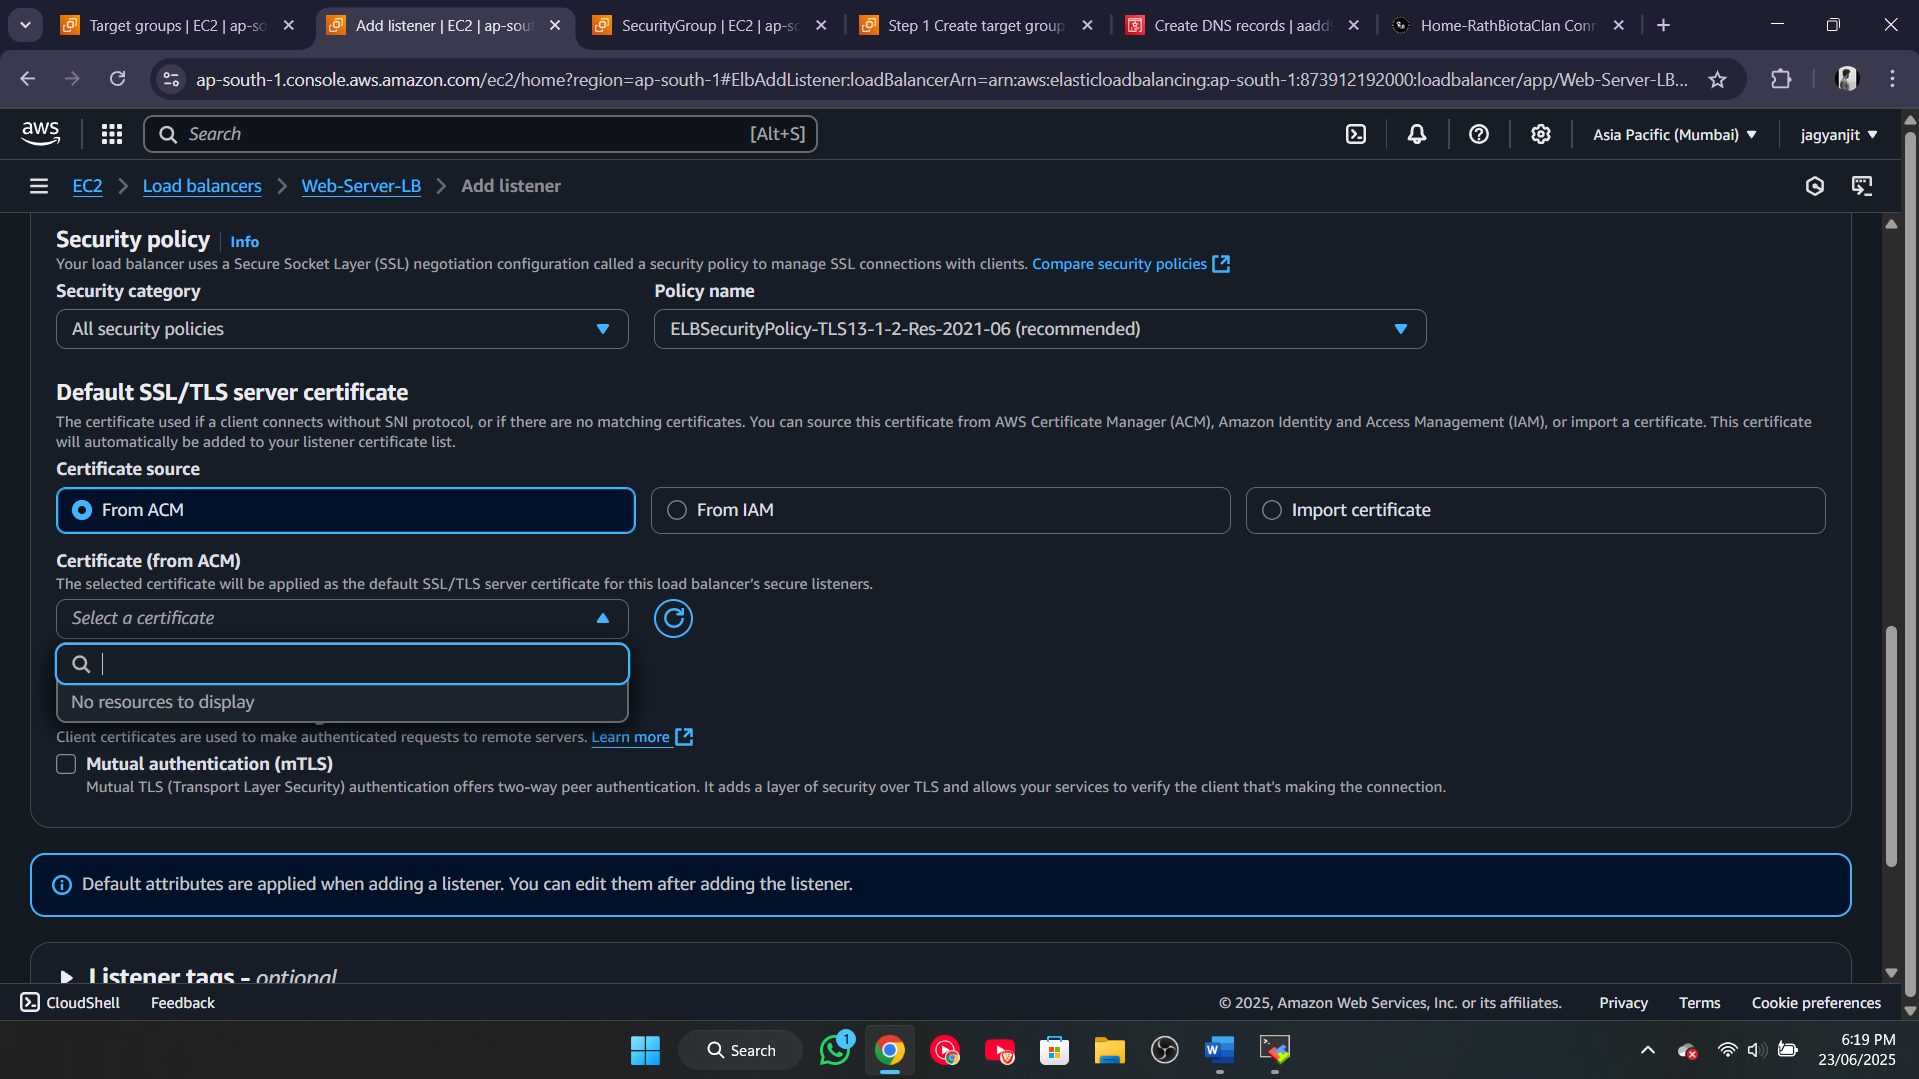 Target groups | EC2 | ap-so
Add listener | EC2 | ap-sout
SecurityGroup | EC2 | ap-so
Step 1 Create target group
Create DNS records | aadds
Home-RathBiotaClan Conn
ap-south-1.console.aws.amazon.com/ec2/home?region=ap-south-1#ElbAddListener:loadBalancerArn=arn:aws:elasticloadbalancing:ap-south-1:873912192000:loadbalancer/app/Web-Server-LB...
aws
Search [Alt+S]
Asia Pacific (Mumbai)
jagyanjit
EC2 > Load balancers > Web-Server-LB > Add listener
Security policy | Info
Your load balancer uses a Secure Socket Layer (SSL) negotiation configuration called a security policy to manage SSL connections with clients. Compare security policies
Security category Policy name
All security policies ELBSecurityPolicy-TLS13-1-2-Res-2021-06 (recommended)
Default SSL/TLS server certificate
The certificate used if a client connects without SNI protocol, or if there are no matching certificates. You can source this certificate from AWS Certificate Manager (ACM), Amazon Identity and Access Management (IAM), or import a certificate. This certificate
will automatically be added to your listener certificate list.
Certificate source
From ACM From IAM Import certificate
Certificate (from ACM)
The selected certificate will be applied as the default SSL/TLS server certificate for this load balancer's secure listeners.
Select a certificate
No resources to display
Client certificates are used to make authenticated requests to remote servers. Learn more
Mutual authentication (mTLS)
Mutual TLS (Transport Layer Security) authentication offers two-way peer authentication. It adds a layer of security over TLS and allows your services to verify the client that's making the connection.
Default attributes are applied when adding a listener. You can edit them after adding the listener.
Listener tags - optional
CloudShell Feedback © 2025, Amazon Web Services, Inc. or its affiliates. Privacy Terms Cookie preferences
Search
1
6:19 PM
23/06/2025